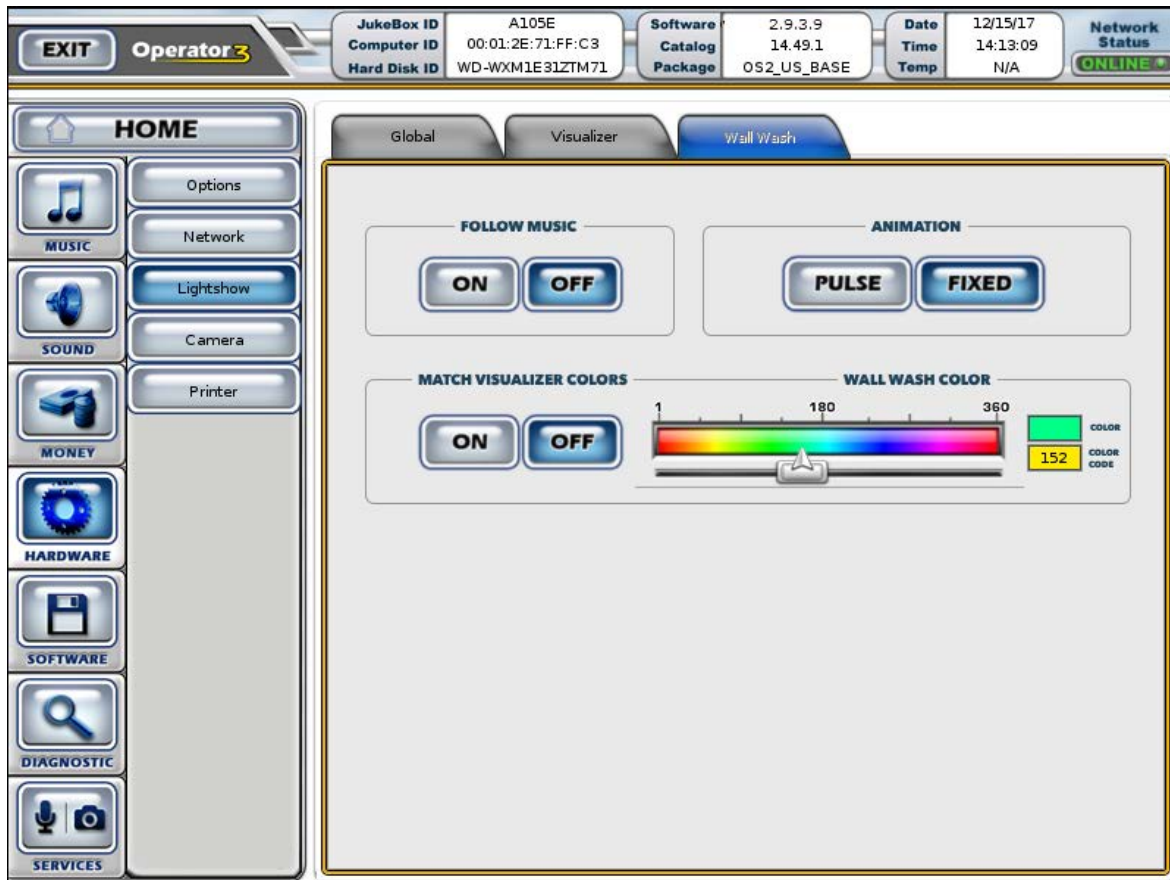 EXIT Operator 3
JukeBox ID A105E
Computer ID 00:01:2E:71:FF:C3
Hard Disk ID WD-WXM1E31ZTM71
Software 2.9.3.9
Catalog 14.49.1
Package OS2_US_BASE
Date 12/15/17
Time 14:13:09
Temp N/A
Network
Status
ONLINE
HOME
MUSIC
SOUND
MONEY
HARDWARE
SOFTWARE
DIAGNOSTIC
SERVICES
Options
Network
Lightshow
Camera
Printer
Global Visualizer Wall Wash
FOLLOW MUSIC
ON OFF
ANIMATION
PULSE FIXED
MATCH VISUALIZER COLORS
ON OFF
WALL WASH COLOR
1 180 360
COLOR
152 COLOR
CODE